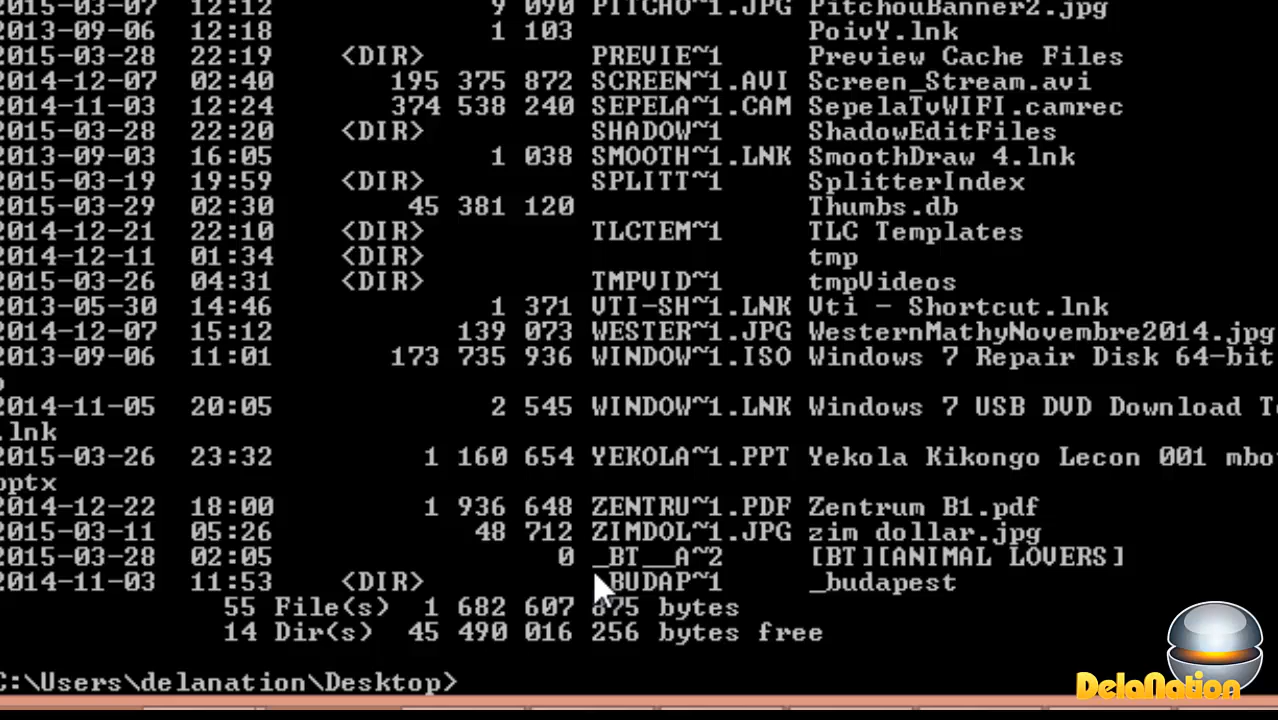 2015-03-07 12:12 9 090 PITCHO~1.JPG PitchouBanner2.jpg
2013-09-06 12:18 1 103 PoivY.lnk
2015-03-28 22:19 <DIR> PREVIE~1 Preview Cache Files
2014-12-07 02:40 195 375 872 SCREEN~1.AVI Screen_Stream.avi
2014-11-03 12:24 374 538 240 SEPELA~1.CAM SepelaTvWIFI.camrec
2015-03-28 22:20 <DIR> SHADOW~1 ShadowEditFiles
2013-09-03 16:05 1 038 SMOOTH~1.LNK SmoothDraw 4.lnk
2015-03-19 19:59 <DIR> SPLITT~1 SplitterIndex
2015-03-29 02:30 45 381 120 Thumbs.db
2014-12-21 22:10 <DIR> TLCTEM~1 TLC Templates
2014-12-11 01:34 <DIR> tmp
2015-03-26 04:31 <DIR> TMPVID~1 tmpVideos
2013-05-30 14:46 1 371 VTI-SH~1.LNK Vti - Shortcut.lnk
2014-12-07 15:12 139 073 WESTER~1.JPG WesternMathyNovembre2014.jpg
2013-09-06 11:01 173 735 936 WINDOW~1.ISO Windows 7 Repair Disk 64-bit
2014-11-05 20:05 2 545 WINDOW~1.LNK Windows 7 USB DVD Download
.lnk
2015-03-26 23:32 1 160 654 YEKOLA~1.PPT Yekola Kikongo Lecon 001 mbo
pptx
2014-12-22 18:00 1 936 648 ZENTRU~1.PDF Zentrum B1.pdf
2015-03-11 05:26 48 712 ZIMDOL~1.JPG zim dollar.jpg
2015-03-28 02:05 0 _BT__A~2 [BT][ANIMAL LOVERS]
2014-11-03 11:53 <DIR> _BUDAP~1 _budapest
55 File(s) 1 682 607 875 bytes
14 Dir(s) 45 490 016 256 bytes free
C:\Users\delanation\Desktop>
DelaNation